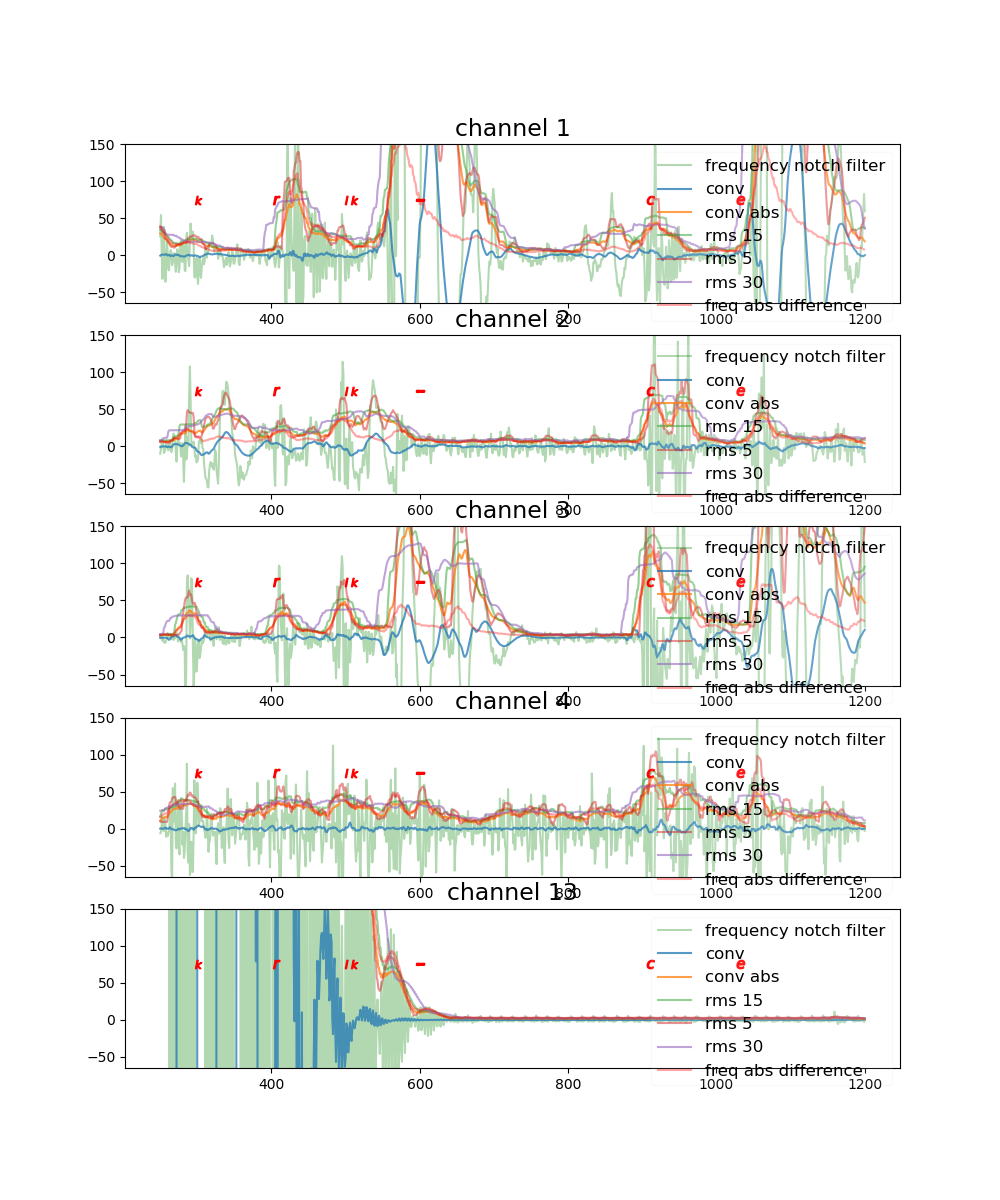 channel 1
150
100
50
0
−50
k
r
l k
–
c
e
frequency notch filter
conv
conv abs
rms 15
rms 5
rms 30
freq abs difference
400
600
800
1000
1200
channel 2
150
100
50
0
−50
k
r
l k
–
c
e
frequency notch filter
conv
conv abs
rms 15
rms 5
rms 30
freq abs difference
400
600
800
1000
1200
channel 3
150
100
50
0
−50
k
r
l k
–
c
e
frequency notch filter
conv
conv abs
rms 15
rms 5
rms 30
freq abs difference
400
600
800
1000
1200
channel 4
150
100
50
0
−50
k
r
l k
–
c
e
frequency notch filter
conv
conv abs
rms 15
rms 5
rms 30
freq abs difference
400
600
800
1000
1200
channel 13
150
100
50
0
−50
k
r
l k
–
c
e
frequency notch filter
conv
conv abs
rms 15
rms 5
rms 30
freq abs difference
400
600
800
1000
1200